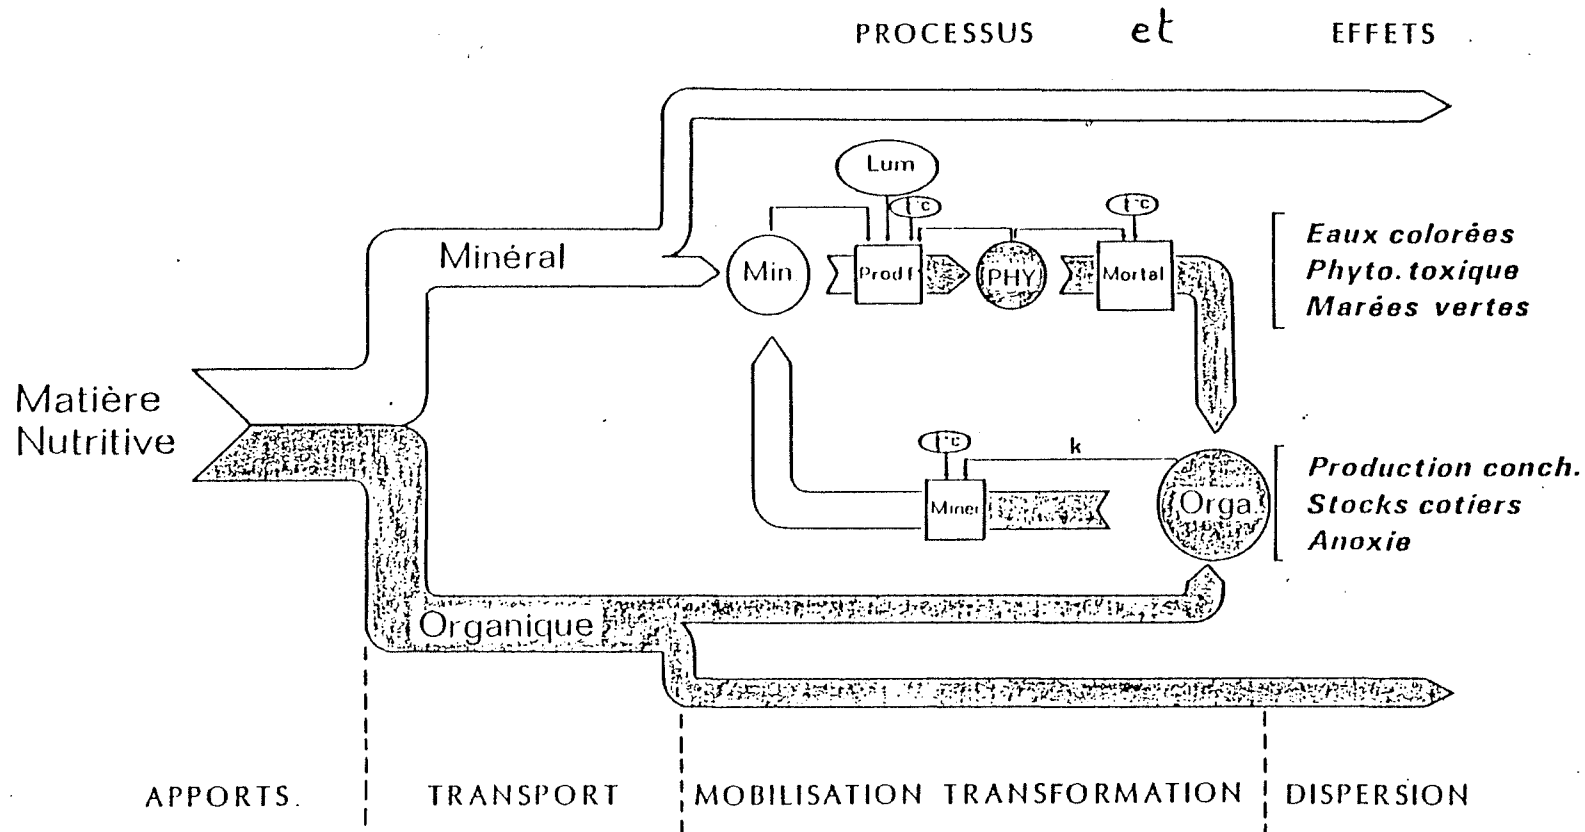 PROCESSUS et EFFETS
Lum
t°c
t°c
Minéral
Min
Prod f
PHY
Mortal
Eaux colorées
Phyto. toxique
Marées vertes
Matière
Nutritive
t°c
k
Miner
Orga.
Production conch.
Stocks cotiers
Anoxie
Organique
APPORTS.
TRANSPORT
MOBILISATION TRANSFORMATION
DISPERSION